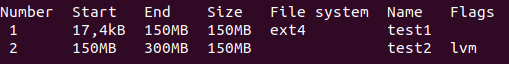 Number  Start   End    Size   File system  Name   Flags
 1      17,4kB  150MB  150MB  ext4         test1
 2      150MB   300MB  150MB               test2  lvm